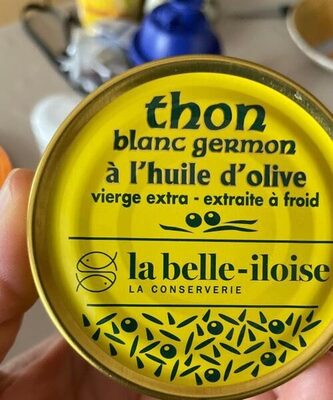 thon
blanc germon
à l'huile d'olive
vierge extra - extraite à froid
la belle-iloise
LA CONSERVERIE